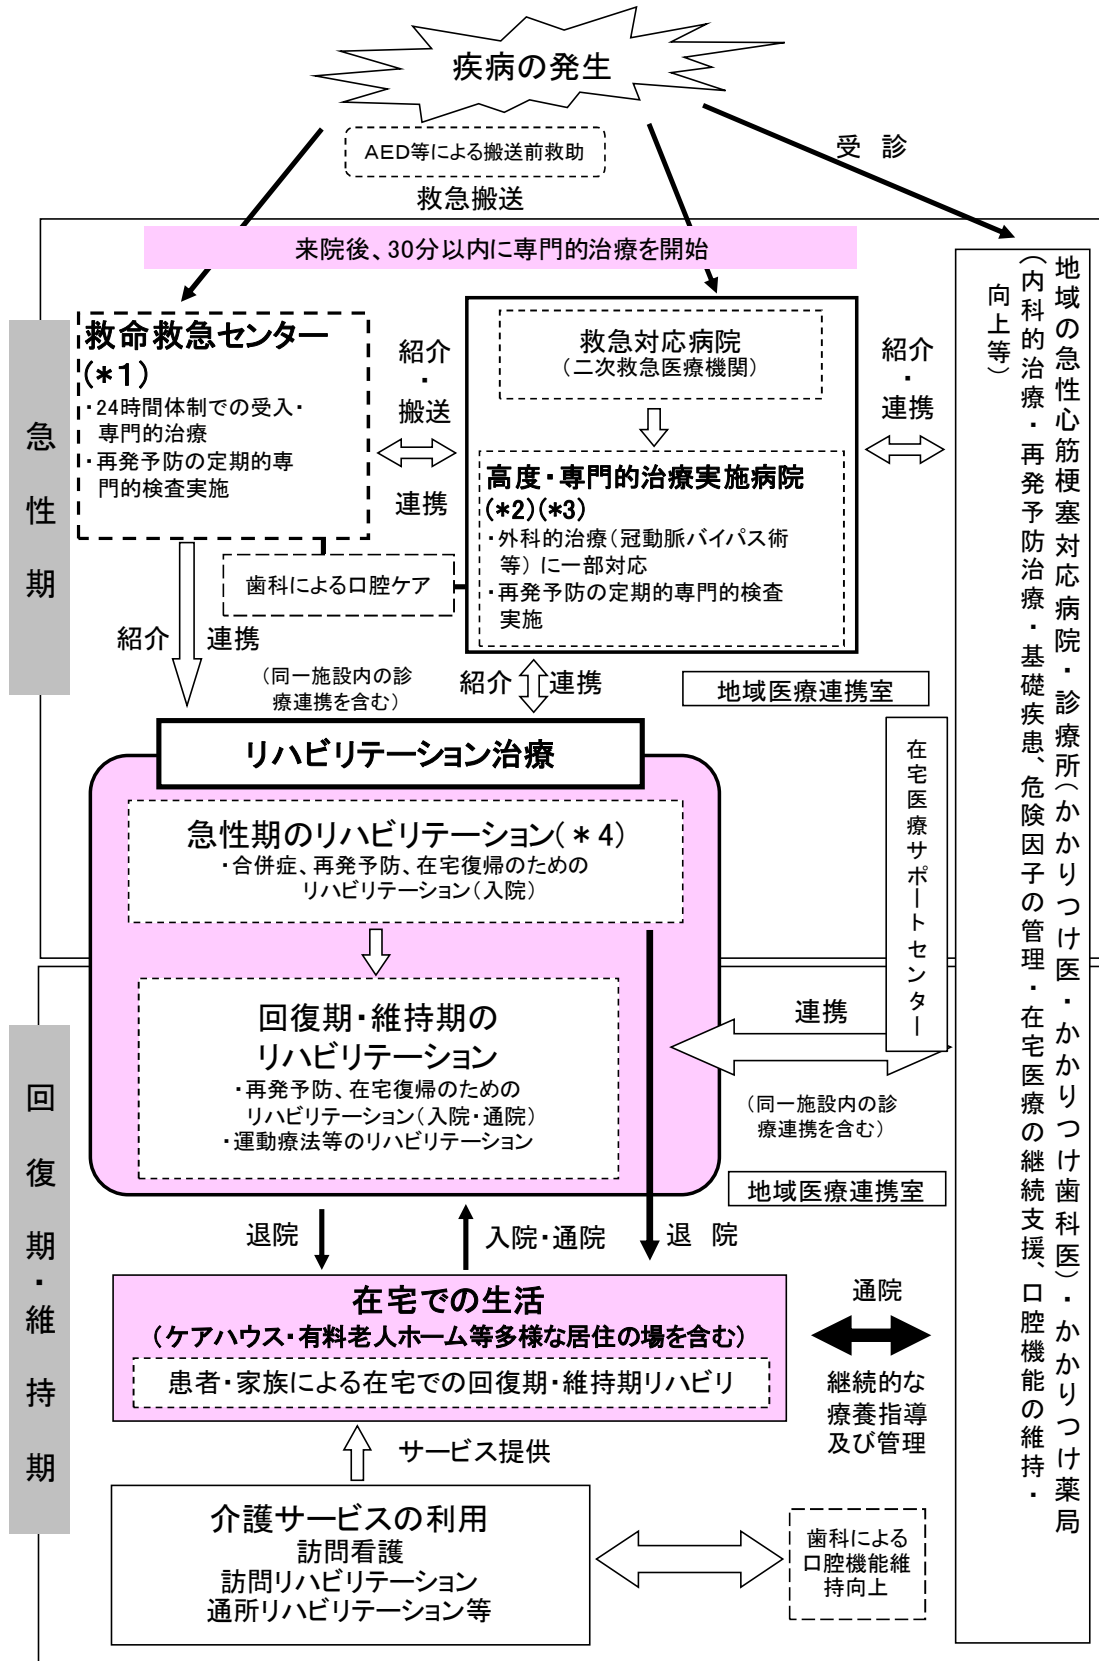 疾病の発生
AED等による搬送前救助
受　診
救急搬送
来院後、30分以内に専門的治療を開始
急性期
救命救急センター
(*1)
・24時間体制での受入・
専門的治療
・再発予防の定期的専
門的検査実施
紹介
・
搬送
連携
救急対応病院
（二次救急医療機関）
高度・専門的治療実施病院
(*2)(*3)
・外科的治療（冠動脈バイパス術
等）に一部対応
・再発予防の定期的専門的検査
実施
紹介
・
連携
歯科による口腔ケア
紹介　連携
（同一施設内の診
療連携を含む）
紹介　連携
地域医療連携室
地域の急性心筋梗塞対応病院・診療所（かかりつけ医・かかりつけ歯科医）・かかりつけ薬局
（内科的治療・再発予防治療・基礎疾患、危険因子の管理・在宅医療の継続支援、口腔機能の維持・
向上等）
在宅医療サポートセンター
リハビリテーション治療
急性期のリハビリテーション（＊4）
・合併症、再発予防、在宅復帰のための
リハビリテーション（入院）
回復期・維持期
回復期・維持期の
リハビリテーション
・再発予防、在宅復帰のための
リハビリテーション（入院・通院）
・運動療法等のリハビリテーション
連携
（同一施設内の診
療連携を含む）
地域医療連携室
退院
入院・通院
退　院
在宅での生活
（ケアハウス・有料老人ホーム等多様な居住の場を含む）
患者・家族による在宅での回復期・維持期リハビリ
通院
継続的な
療養指導
及び管理
サービス提供
介護サービスの利用
訪問看護
訪問リハビリテーション
通所リハビリテーション等
歯科による
口腔機能維
持向上